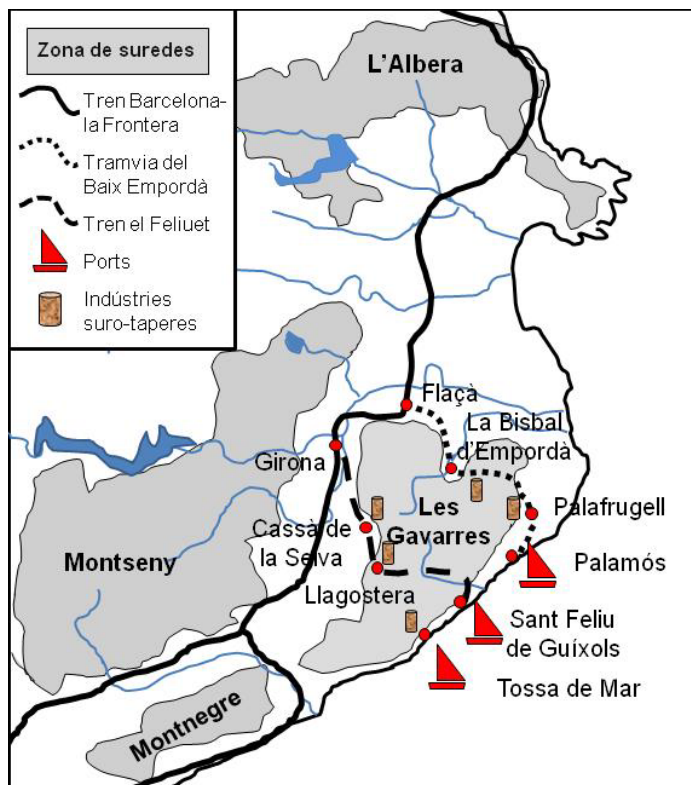 Zona de suredes
Tren Barcelona-
la Frontera
Tramvia del
Baix Empordà
Tren el Feliuet
Ports
Indústries
suro-taperes
L'Albera
Flaçà
La Bisbal
d'Empordà
Girona
Les
Gavarres
Palafrugell
Cassà de
la Selva
Montseny
Palamós
Llagostera
Sant Feliu
de Guíxols
Tossa de Mar
Montnegre